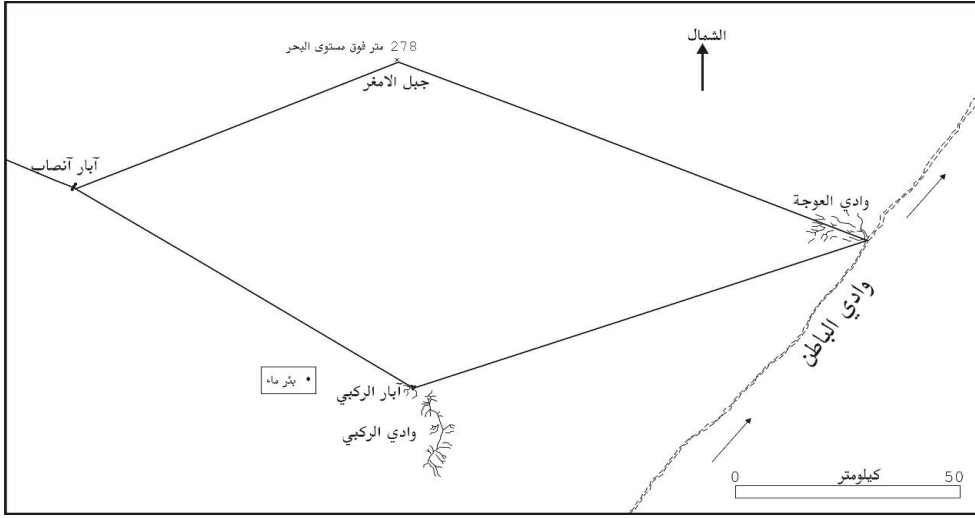 الشمال
278 متر فوق مستوى البحر
جبل الامغر
آبار آنصاب
وادي العوجة
وادي الباطن
بئر ماء
آبار الركبي
وادي الركبي
كيلومتر
0 50